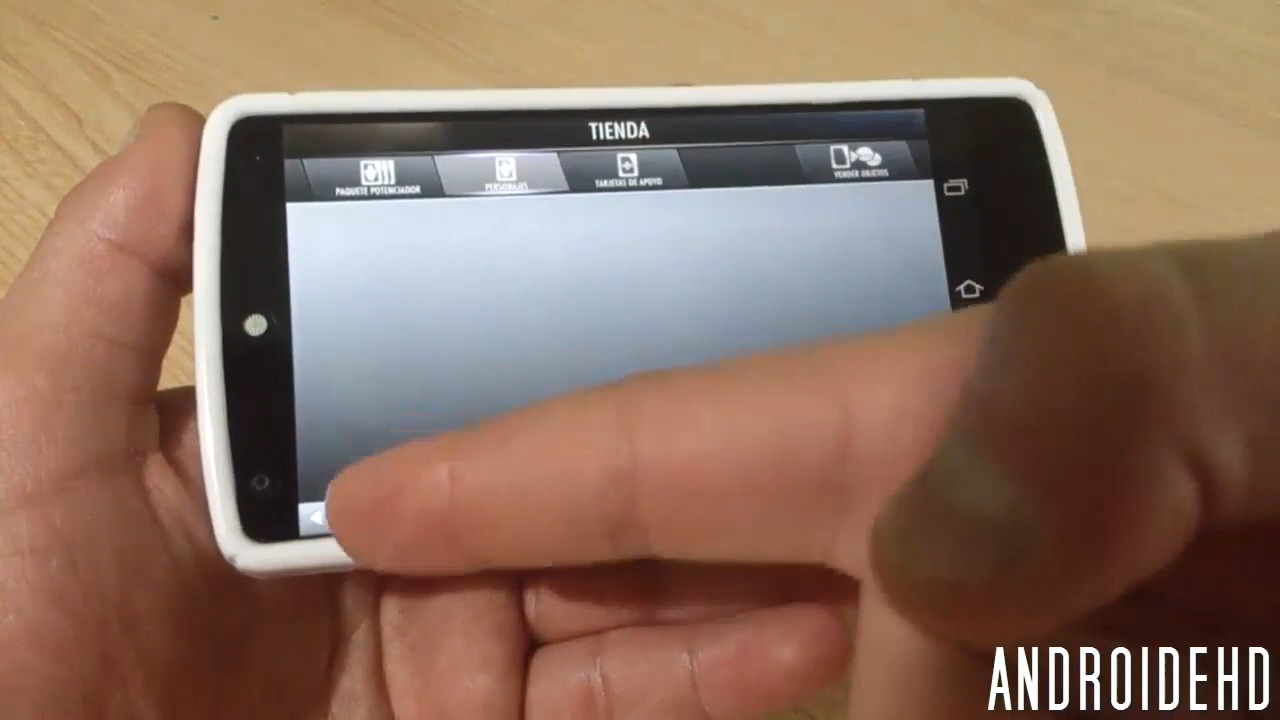 TIENDA
PAQUETE POTENCIADOR
PERSONAJES
TARJETAS DE APOYO
VENDER OBJETOS
ANDROIDEHD